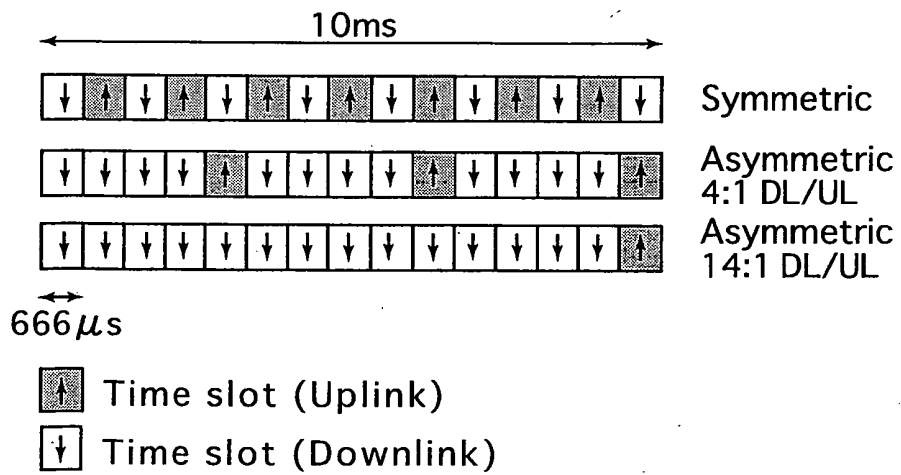 10ms
Symmetric
Asymmetric
4:1 DL/UL
Asymmetric
14:1 DL/UL
666μs
Time slot (Uplink)
Time slot (Downlink)